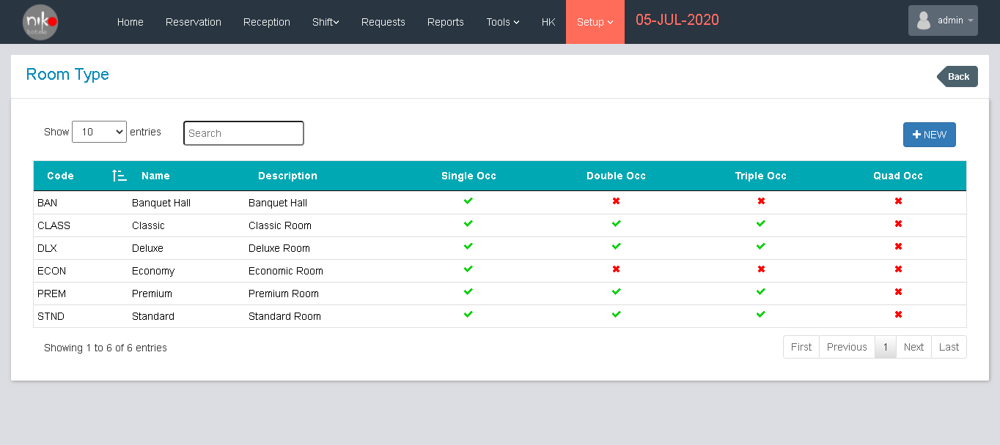 niko
hotels
Home Reservation Reception Shift Requests Reports Tools HK Setup 05-JUL-2020 admin
Room Type
Back
Show 10 entries Search
NEW
Code Name Description Single Occ Double Occ Triple Occ Quad Occ
BAN Banquet Hall Banquet Hall
CLASS Classic Classic Room
DLX Deluxe Deluxe Room
ECON Economy Economic Room
PREM Premium Premium Room
STND Standard Standard Room
Showing 1 to 6 of 6 entries First Previous 1 Next Last